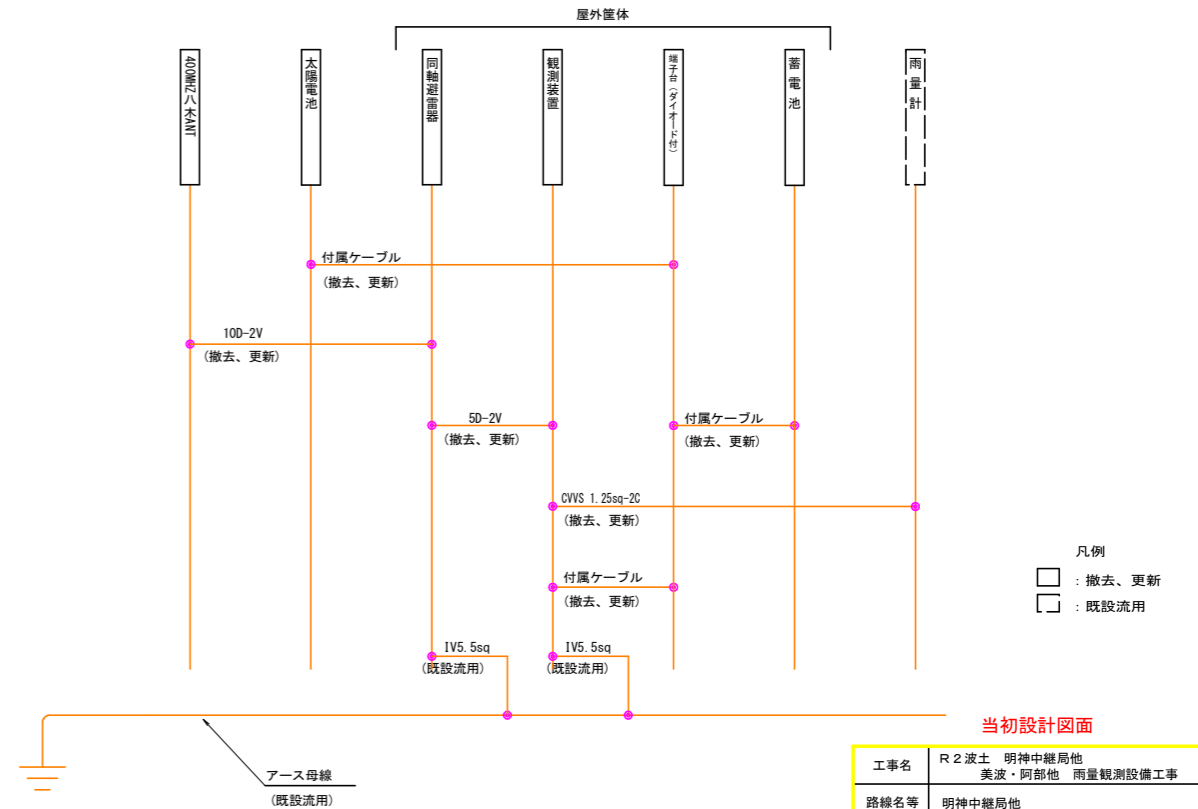 屋外筐体
400MHZ八木ANT
太陽電池
同軸避雷器
観測装置
端子台(ダイオード付)
蓄電池
雨量計
付属ケーブル
(撤去、更新)
10D-2V
(撤去、更新)
5D-2V
(撤去、更新)
付属ケーブル
(撤去、更新)
CVVS 1.25sq-2C
(撤去、更新)
付属ケーブル
(撤去、更新)
IV5.5sq
(既設流用)
IV5.5sq
(既設流用)
アース母線
(既設流用)
凡例
:撤去、更新
:既設流用
当初設計図面
工事名
R2波土 明神中継局他
美波・阿部他 雨量観測設備工事
路線名等
明神中継局他